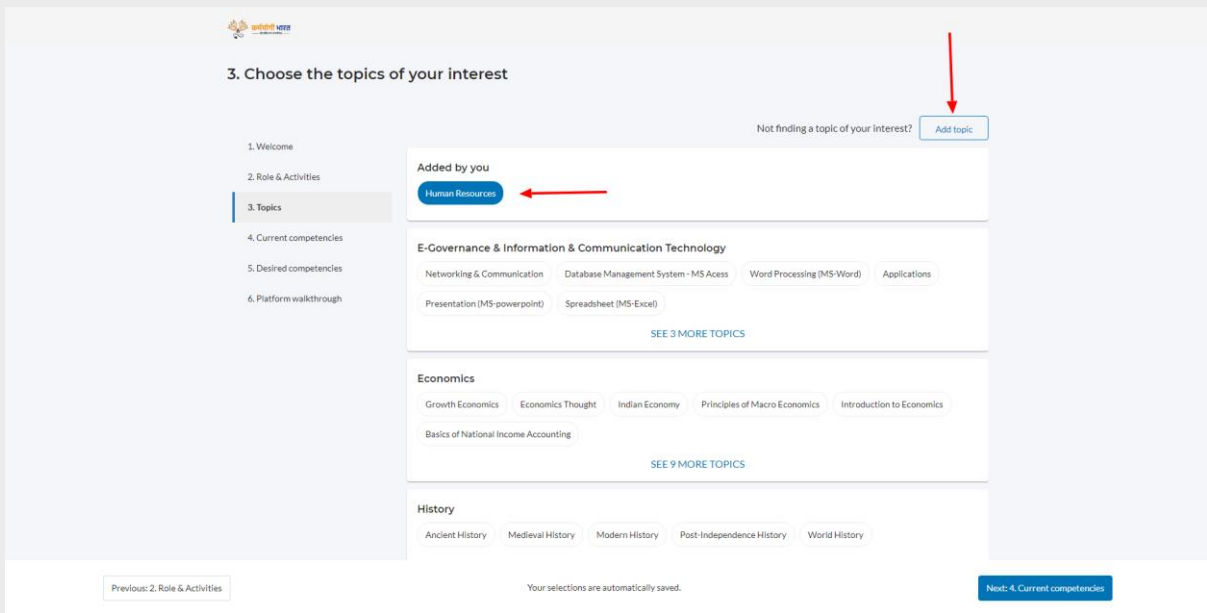 कर्मयोगी भारत
3. Choose the topics of your interest
Not finding a topic of your interest? Add topic
1. Welcome
2. Role & Activities
3. Topics
4. Current competencies
5. Desired competencies
6. Platform walkthrough
Added by you
Human Resources
E-Governance & Information & Communication Technology
Networking & Communication Database Management System - MS Acess Word Processing (MS-Word) Applications
Presentation (MS-powerpoint) Spreadsheet (MS-Excel)
SEE 3 MORE TOPICS
Economics
Growth Economics Economics Thought Indian Economy Principles of Macro Economics Introduction to Economics
Basics of National Income Accounting
SEE 9 MORE TOPICS
History
Ancient History Medieval History Modern History Post-Independence History World History
Previous: 2. Role & Activities Your selections are automatically saved. Next: 4. Current competencies